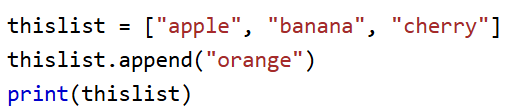 thislist = ["apple", "banana", "cherry"]
thislist.append("orange")
print(thislist)